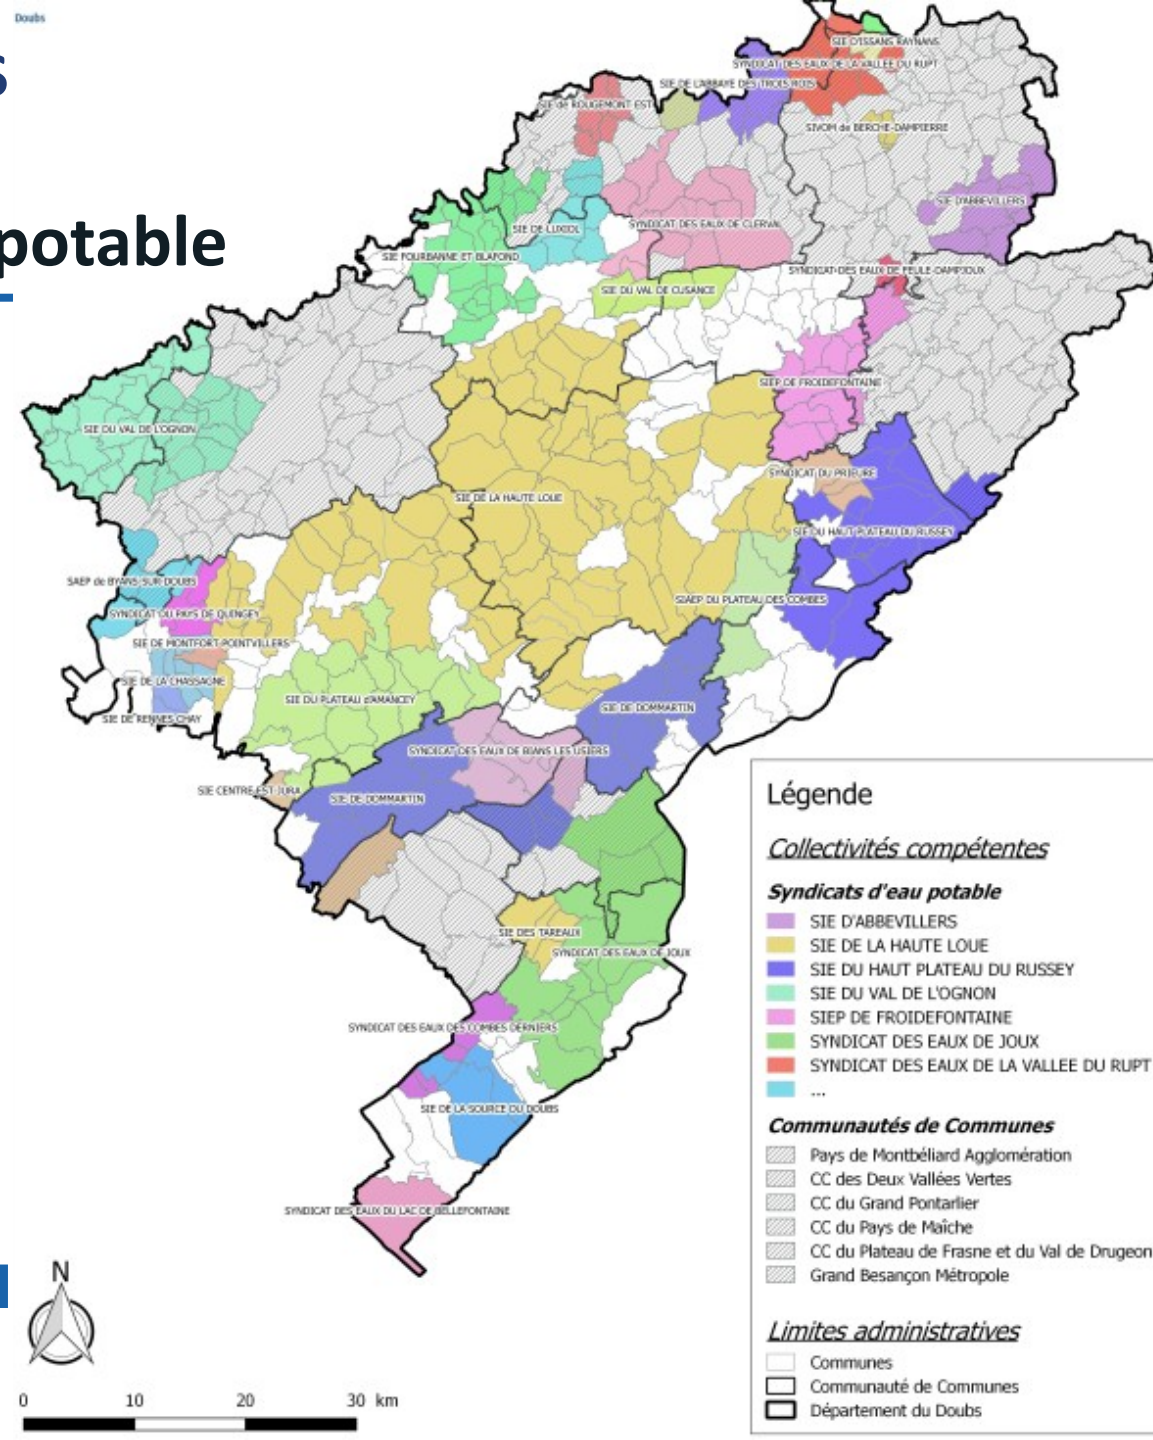 Doubs
s
potable
SIE D'ISSANS RAYNANS
SYNDICAT DES EAUX DE LA VALLEE DU RUPT
SIE DE L'ABBAYE DES TROIS ROIS
SIE de ROUGEMONT EST
SIVOM de BERCHE-DAMPIERRE
SIE D'ABBEVILLERS
SYNDICAT DES EAUX DE CLERVAL
SIE DE LUXIOL
SIE FOURBANNE ET BLAFOND
SYNDICAT DES EAUX DE FEULE-DAMPJOUX
SIE DU VAL DE CUSANCE
SIEP DE FROIDEFONTAINE
SIE DU VAL DE L'OGNON
SYNDICAT DU PRIEURE
SIE DE LA HAUTE LOUE
SIE DU HAUT PLATEAU DU RUSSEY
SAEP de BYANS-SUR-DOUBS
SIAEP DU PLATEAU DES COMBES
SYNDICAT DU PAYS DE QUINGEY
SIE DE MONTFORT-POINTVILLERS
SIE DE LA CHASSAGNE
SIE DU PLATEAU d'AMANCEY
SIE DE DOMMARTIN
SIE DE RENNES CHAY
SYNDICAT DES EAUX DE BIANS LES USIERS
SIE CENTRE EST JURA
SIE DE DOMMARTIN
SIE DES TAREAUX
SYNDICAT DES EAUX DE JOUX
SYNDICAT DES EAUX DES COMBES DERNIERS
SIE DE LA SOURCE DU DOUBS
SYNDICAT DES EAUX DU LAC DE BELLEFONTAINE
Légende
Collectivités compétentes
Syndicats d'eau potable
SIE D'ABBEVILLERS
SIE DE LA HAUTE LOUE
SIE DU HAUT PLATEAU DU RUSSEY
SIE DU VAL DE L'OGNON
SIEP DE FROIDEFONTAINE
SYNDICAT DES EAUX DE JOUX
SYNDICAT DES EAUX DE LA VALLEE DU RUPT
...
Communautés de Communes
Pays de Montbéliard Agglomération
CC des Deux Vallées Vertes
CC du Grand Pontarlier
CC du Pays de Maîche
CC du Plateau de Frasne et du Val de Drugeon
Grand Besançon Métropole
Limites administratives
Communes
Communauté de Communes
Département du Doubs
N
0 10 20 30 km